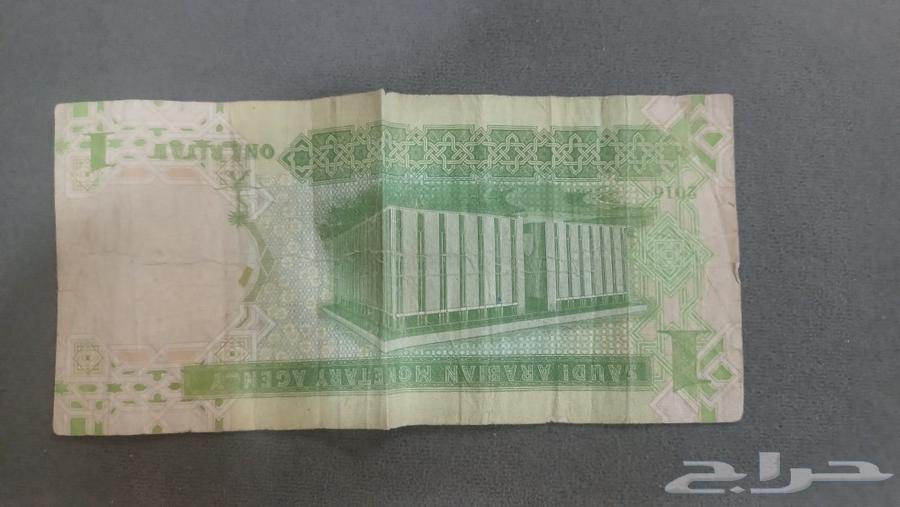 SAUDI ARABIAN MONETARY AGENCY
1
2016
1 ONE RIYAL
حراج